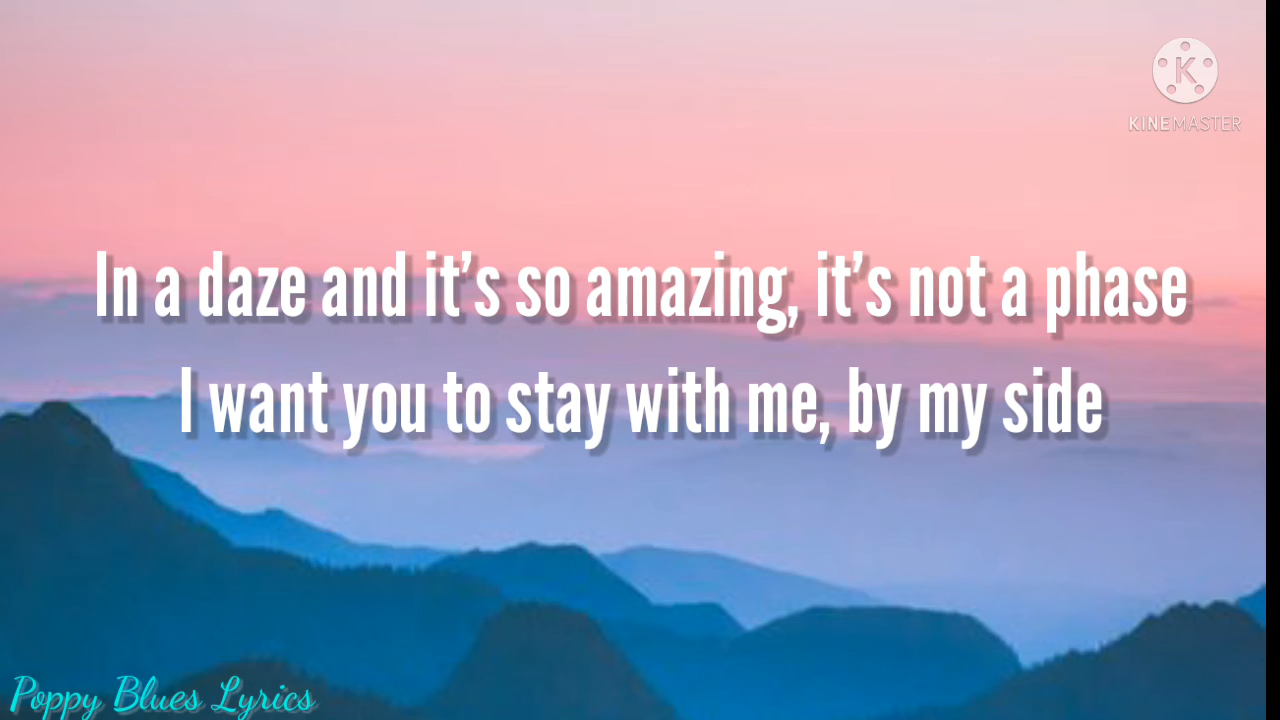 K
KINEMASTER
In a daze and it's so amazing, it's not a phase
I want you to stay with me, by my side
Poppy Blues Lyrics